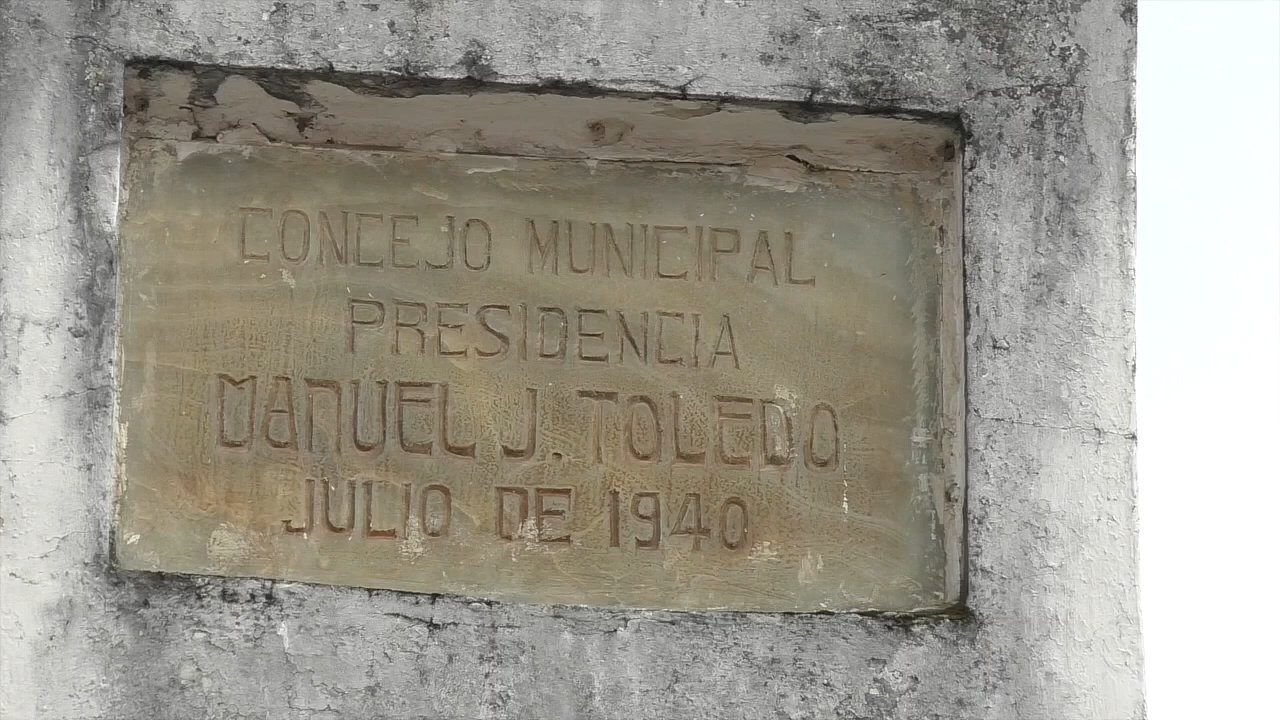 CONCEJO MUNICIPAL
PRESIDENCIA
MANUEL J. TOLEDO
JULIO DE 1940